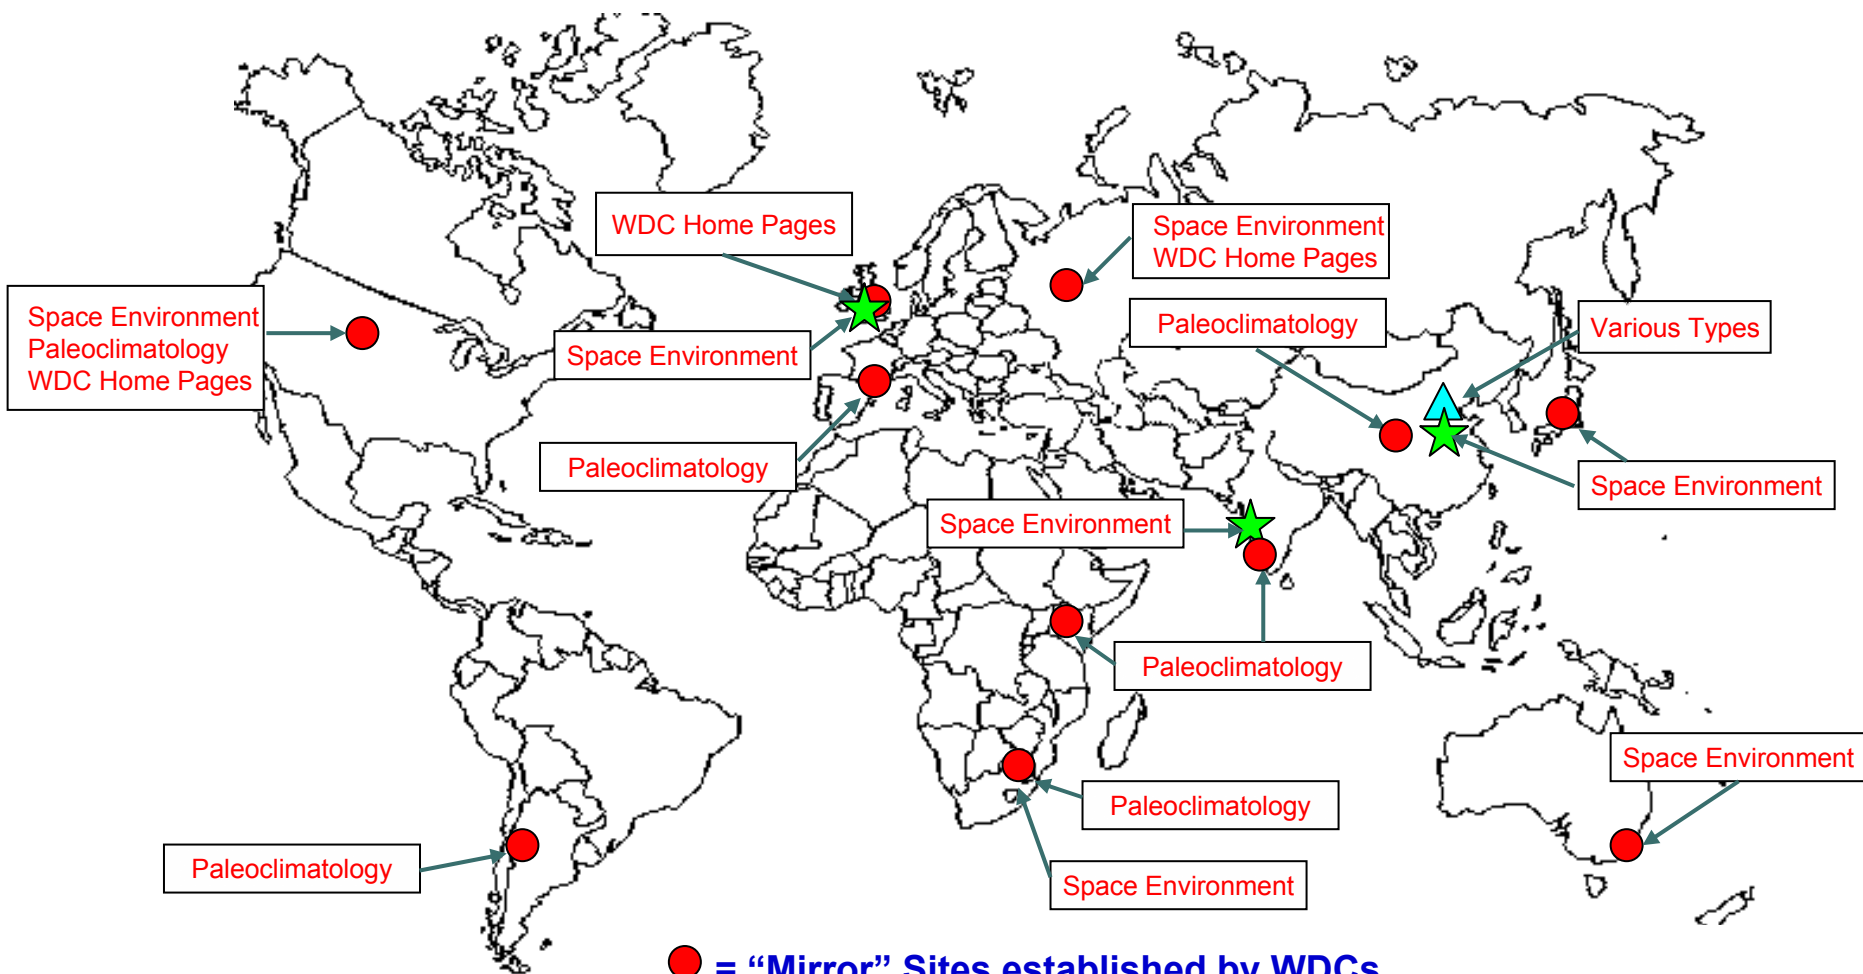 WDC Home Pages
Space Environment
WDC Home Pages
Space Environment
Paleoclimatology
WDC Home Pages
Paleoclimatology
Various Types
Space Environment
Paleoclimatology
Space Environment
Space Environment
Paleoclimatology
Space Environment
Paleoclimatology
Paleoclimatology
Space Environment
= “Mirror” Sites established by WDCs